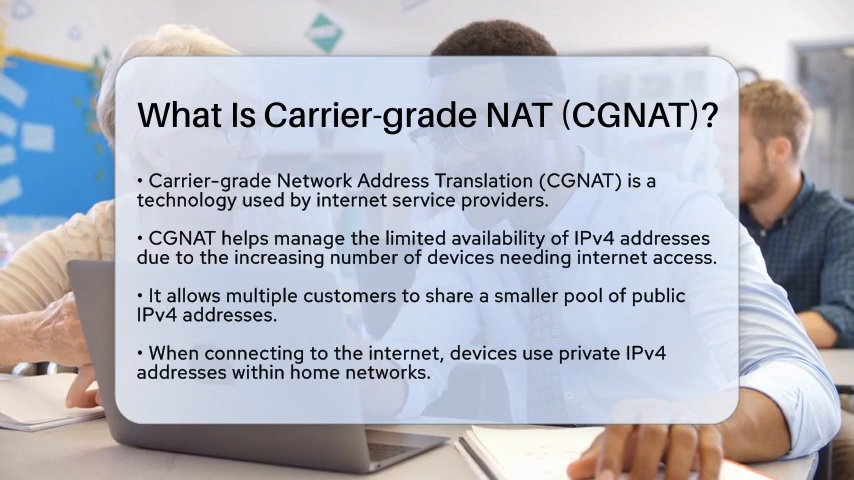 What Is Carrier-grade NAT (CGNAT)?
• Carrier-grade Network Address Translation (CGNAT) is a
technology used by internet service providers.
• CGNAT helps manage the limited availability of IPv4 addresses
due to the increasing number of devices needing internet access.
• It allows multiple customers to share a smaller pool of public
IPv4 addresses.
• When connecting to the internet, devices use private IPv4
addresses within home networks.